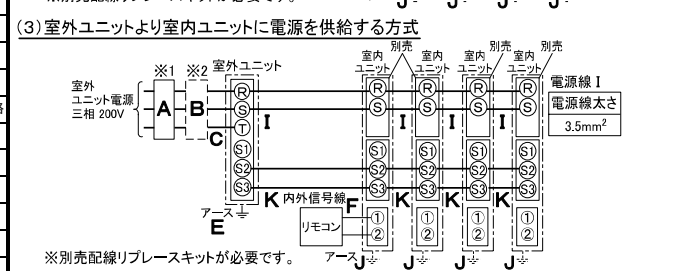 (3)室外ユニットより室内ユニットに電源を供給する方式
※1 ※2 室外ユニット
室内ユニット 別売 室内ユニット 室内ユニット 別売 室内ユニット 別売
室外
ユニット電源
三相 200V
A B C
R S T S1 S2 S3
I I I I
R S S1 S2 S3 ① ②
R S S1 S2 S3 ① ②
R S S1 S2 S3 ① ②
R S S1 S2 S3 ① ②
電源線 I
電源線太さ
3.5mm²
K 内外信号線 F K K K
アース
E
リモコン
アース J J J J
※別売配線リプレースキットが必要です。